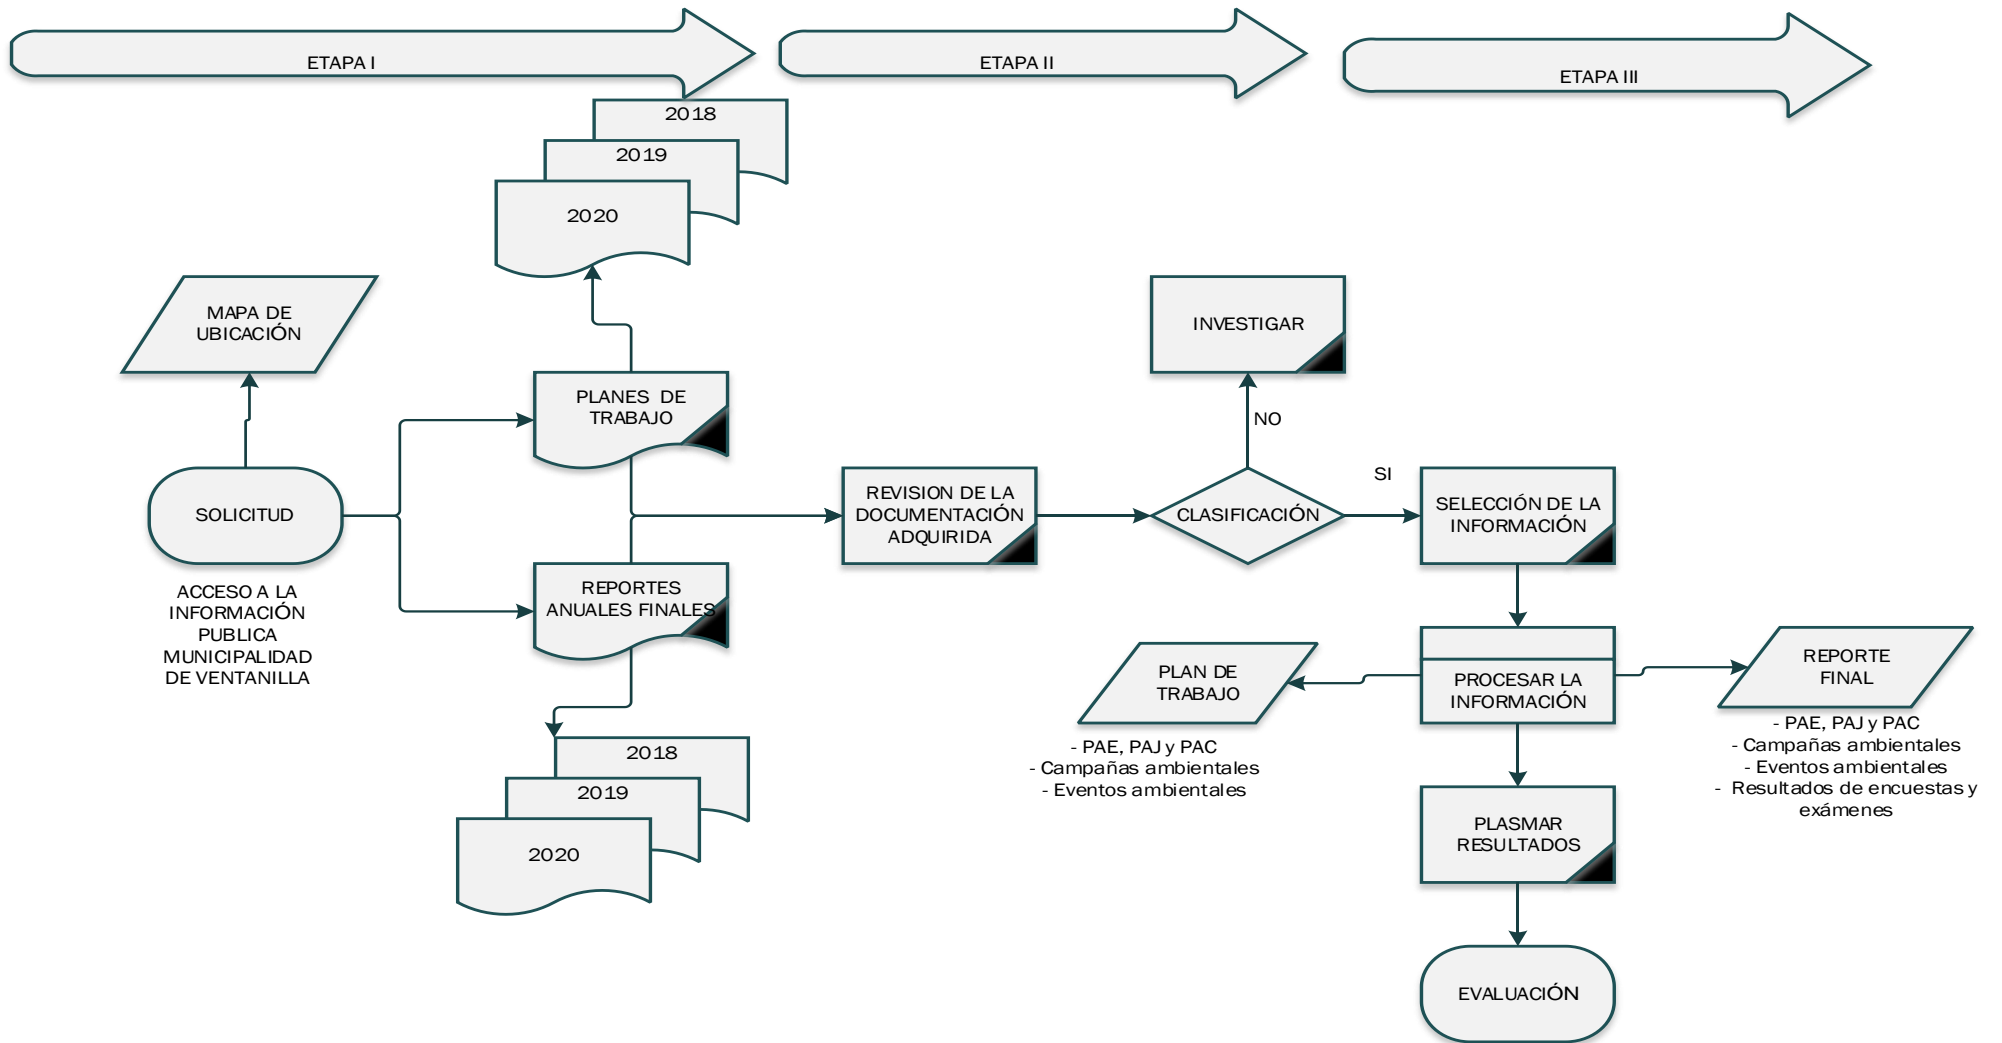 ETAPA I
ETAPA II
ETAPA III
2018
2019
2020
MAPA DE
UBICACIÓN
PLANES DE
TRABAJO
SOLICITUD
ACCESO A LA
INFORMACIÓN
PUBLICA
MUNICIPALIDAD
DE VENTANILLA
REPORTES
ANUALES FINALES
2018
2019
2020
REVISION DE LA
DOCUMENTACIÓN
ADQUIRIDA
INVESTIGAR
NO
CLASIFICACIÓN
SI
SELECCIÓN DE LA
INFORMACIÓN
PROCESAR LA
INFORMACIÓN
PLAN DE
TRABAJO
- PAE, PAJ y PAC
- Campañas ambientales
- Eventos ambientales
REPORTE
FINAL
- PAE, PAJ y PAC
- Campañas ambientales
- Eventos ambientales
- Resultados de encuestas y
exámenes
PLASMAR
RESULTADOS
EVALUACIÓN